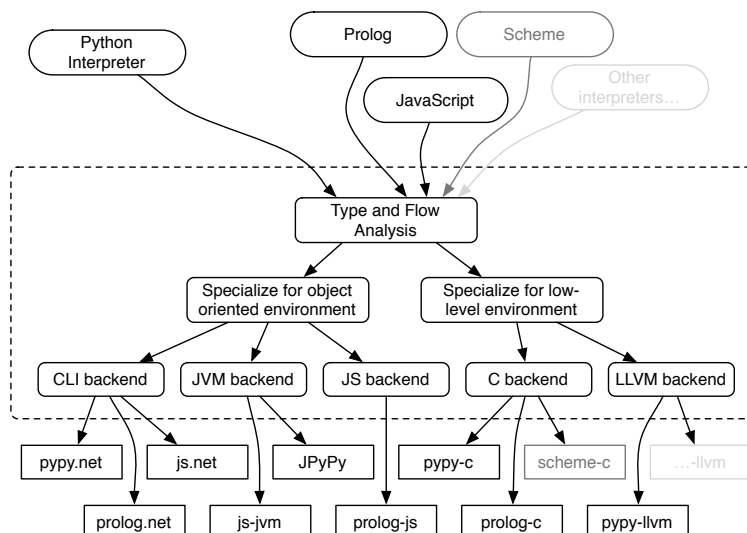 Python
Interpreter
Prolog
Scheme
JavaScript
Other
interpreters…
Type and Flow
Analysis
Specialize for object
oriented environment
Specialize for low-
level environment
CLI backend
JVM backend
JS backend
C backend
LLVM backend
pypy.net
js.net
JPyPy
pypy-c
scheme-c
…-llvm
prolog.net
js-jvm
prolog-js
prolog-c
pypy-llvm